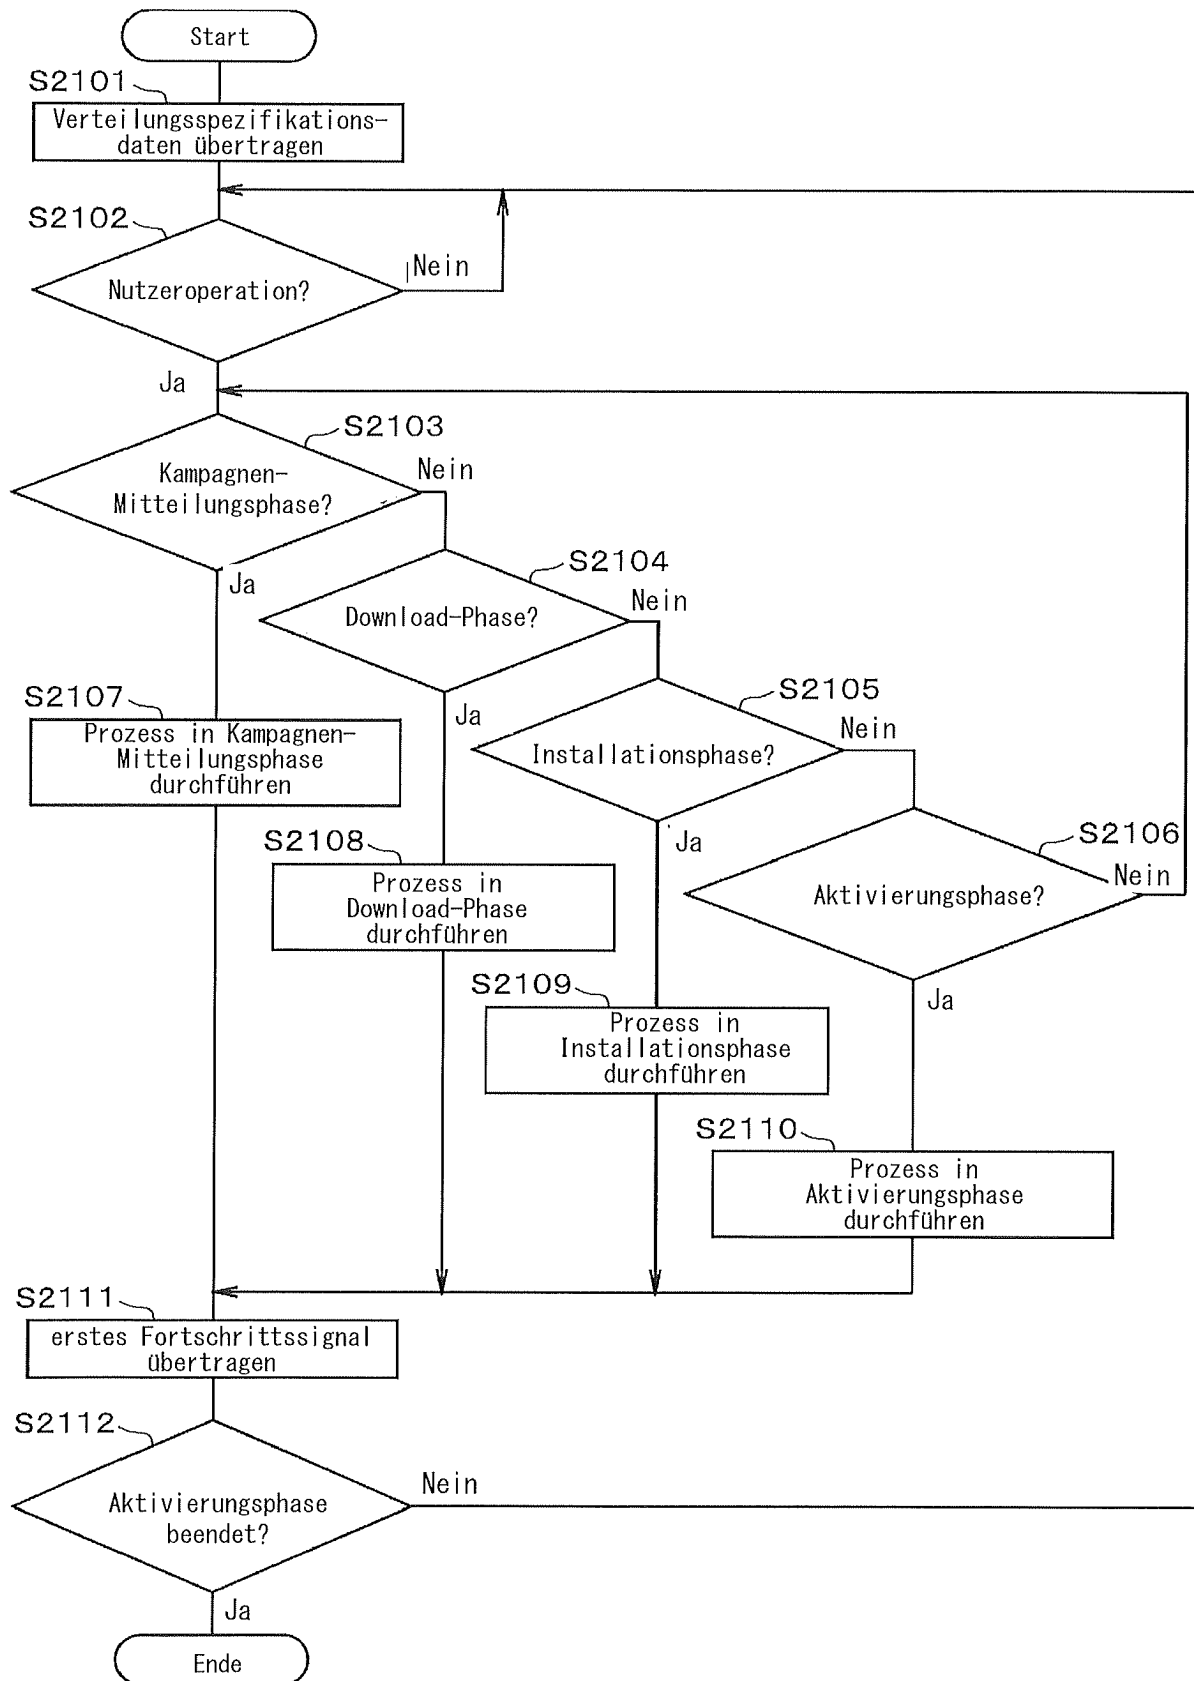 Start
S2101
Verteilungsspezifikations-
daten übertragen
S2102
Nutzeroperation?
Nein
Ja
S2103
Kampagnen-
Mitteilungsphase?
Nein
Ja
S2104
Download-Phase?
Nein
Ja
S2105
Installationsphase?
Nein
Ja
S2106
Aktivierungsphase?
Nein
Ja
S2107
Prozess in Kampagnen-
Mitteilungsphase
durchführen
S2108
Prozess in
Download-Phase
durchführen
S2109
Prozess in
Installationsphase
durchführen
S2110
Prozess in
Aktivierungsphase
durchführen
S2111
erstes Fortschrittssignal
übertragen
S2112
Aktivierungsphase
beendet?
Nein
Ja
Ende